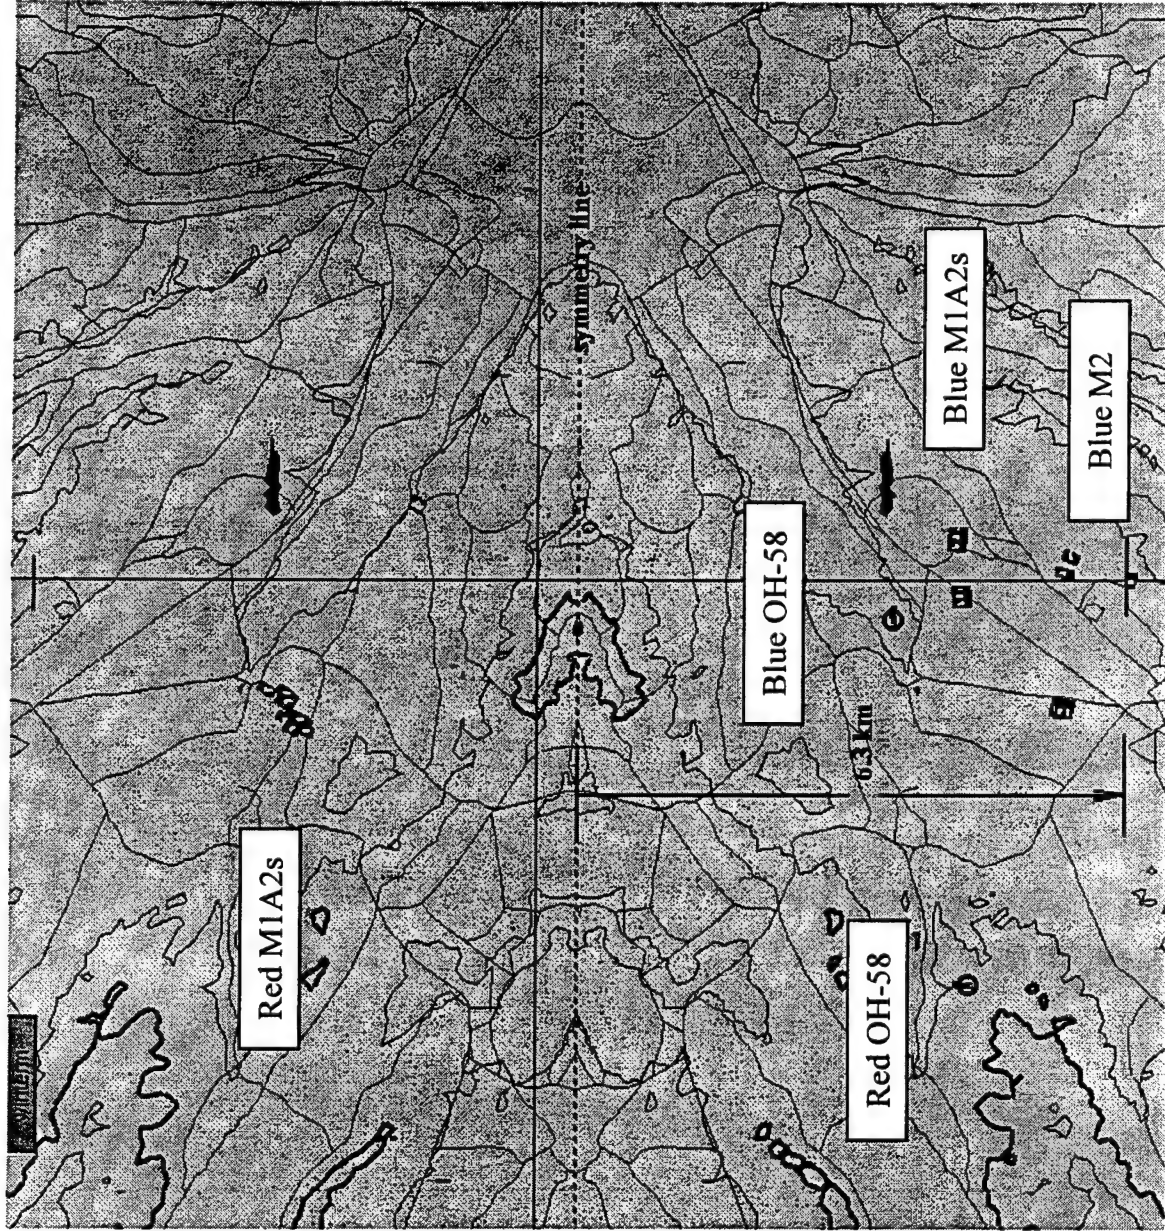 symmetry line
Blue M1A2s
Blue M2
Blue OH-58
6.3 km
Red M1A2s
Red OH-58